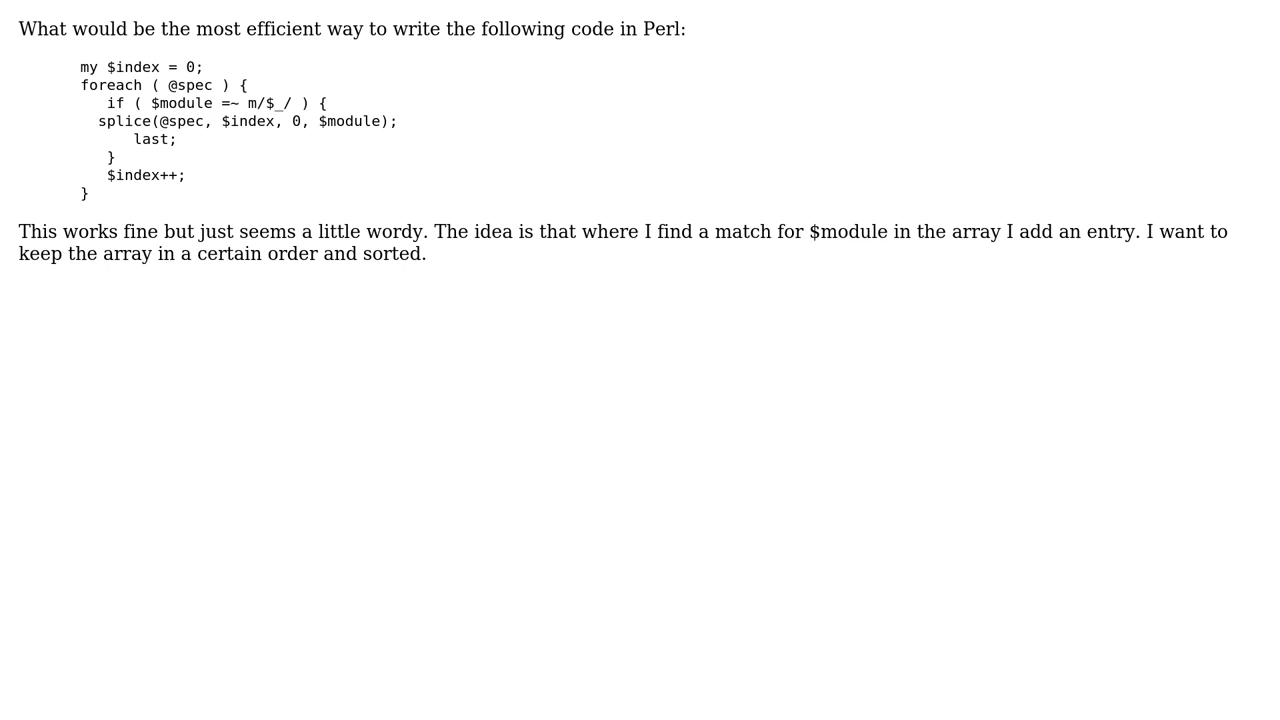 What would be the most efficient way to write the following code in Perl:
my $index = 0;
foreach ( @spec ) {
   if ( $module =~ m/$_/ ) {
  splice(@spec, $index, 0, $module);
      last;
   }
   $index++;
}
This works fine but just seems a little wordy. The idea is that where I find a match for $module in the array I add an entry. I want to
keep the array in a certain order and sorted.